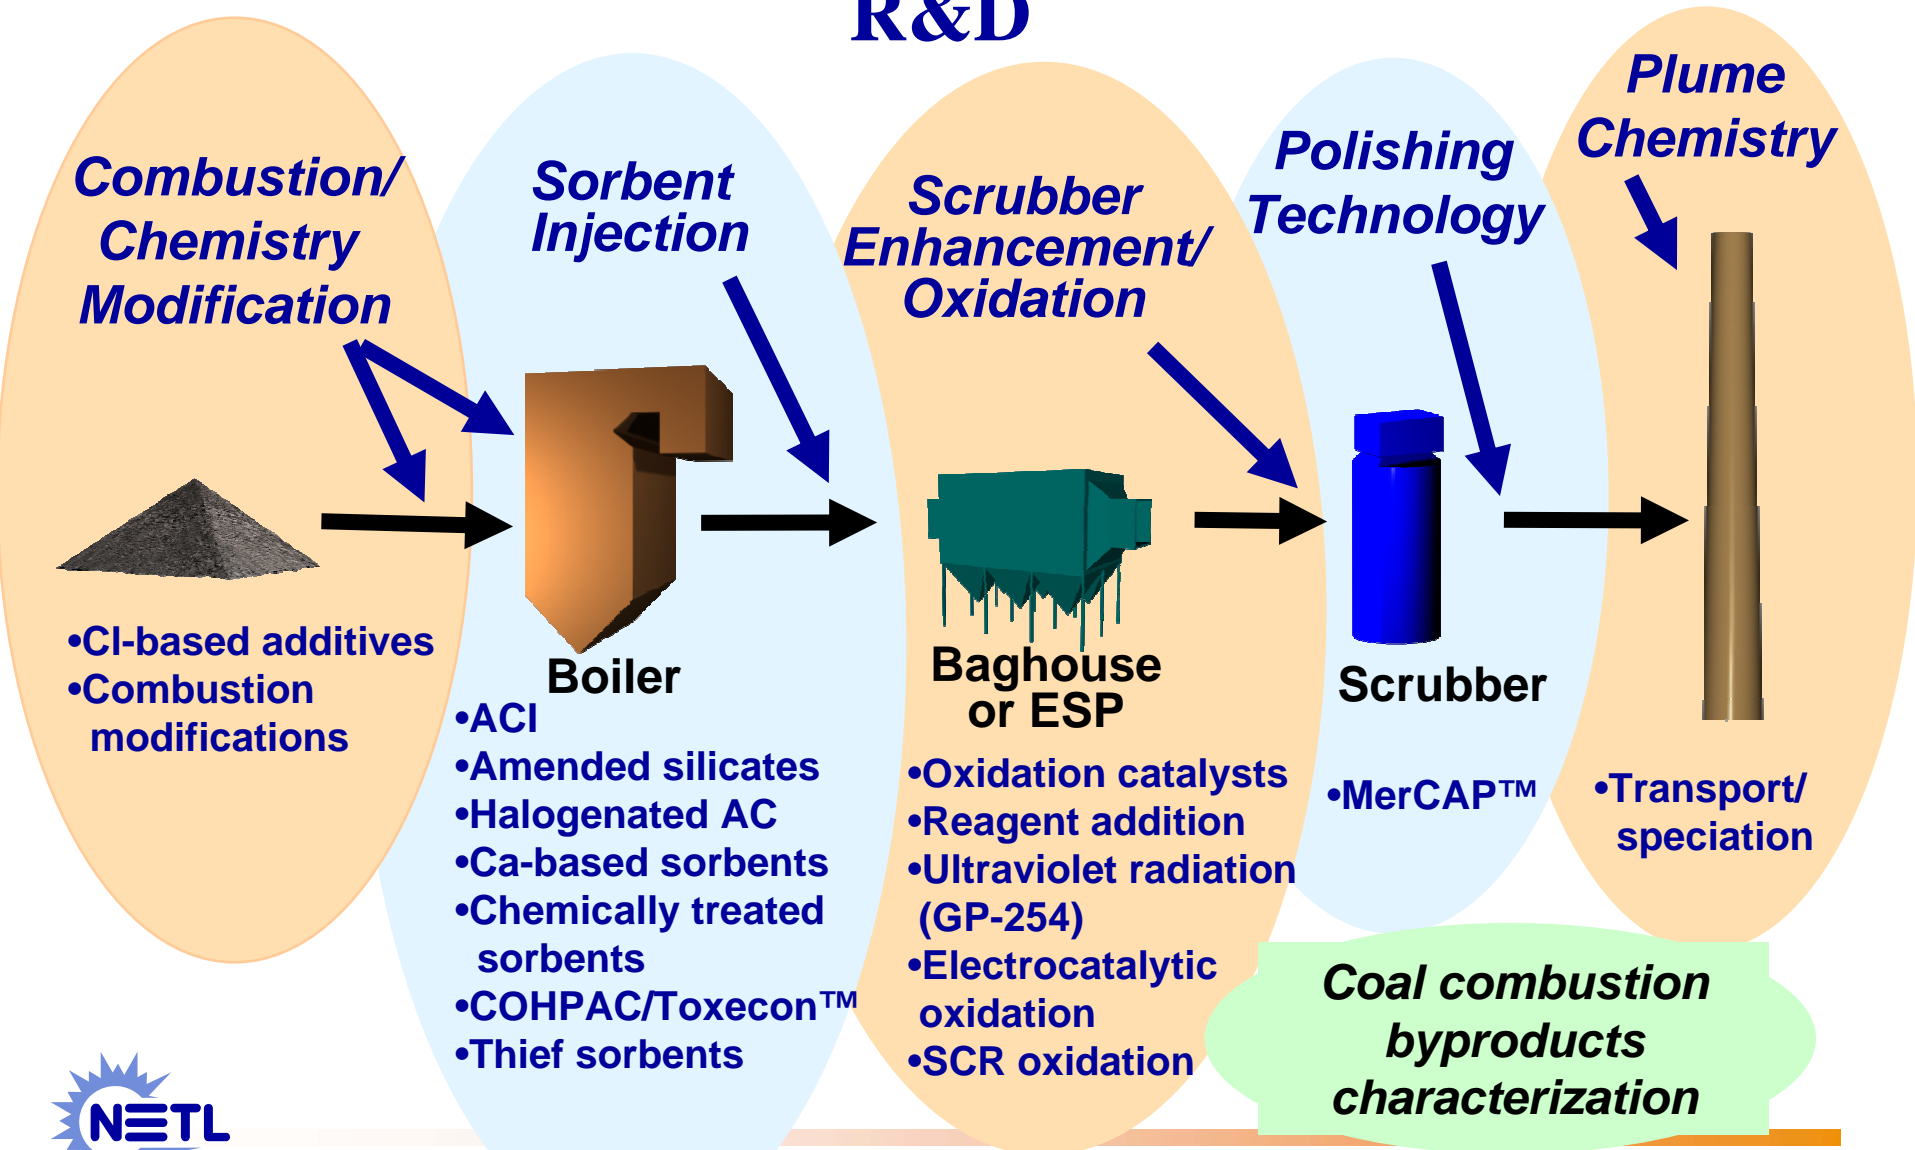 R&D
Combustion/
Chemistry
Modification
•Cl-based additives
•Combustion
modifications
Sorbent
Injection
Boiler
•ACI
•Amended silicates
•Halogenated AC
•Ca-based sorbents
•Chemically treated
sorbents
•COHPAC/Toxecon™
•Thief sorbents
Scrubber
Enhancement/
Oxidation
Baghouse
or ESP
•Oxidation catalysts
•Reagent addition
•Ultraviolet radiation
(GP-254)
•Electrocatalytic
oxidation
•SCR oxidation
Polishing
Technology
Scrubber
•MerCAP™
Plume
Chemistry
•Transport/
speciation
Coal combustion
byproducts
characterization
NETL